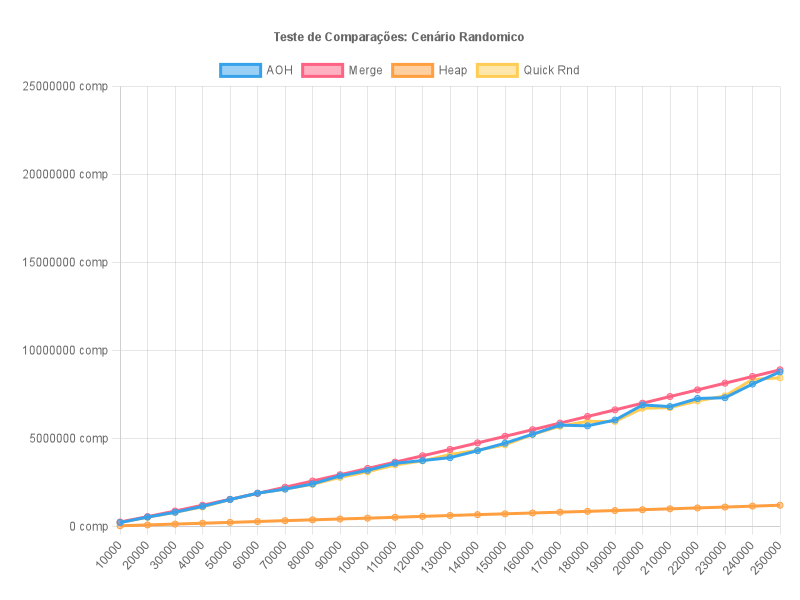 Teste de Comparações: Cenário Randomico
AOH Merge Heap Quick Rnd
25000000 comp
20000000 comp
15000000 comp
10000000 comp
5000000 comp
0 comp
10000 20000 30000 40000 50000 60000 70000 80000 90000 100000 110000 120000 130000 140000 150000 160000 170000 180000 190000 200000 210000 220000 230000 240000 250000